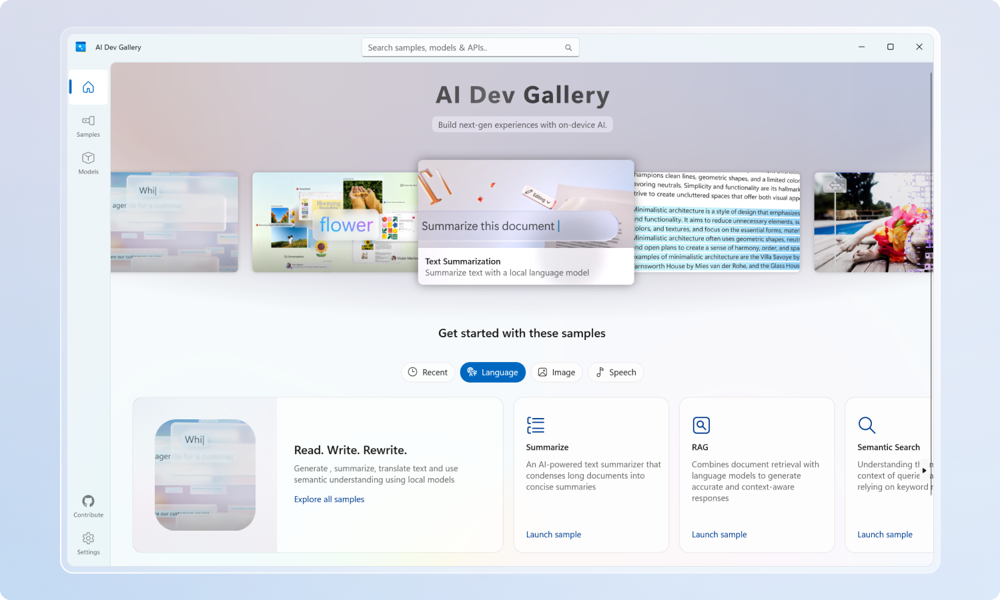 AI Dev Gallery
Search samples, models & APIs..
Samples
Models
Contribute
Settings
AI Dev Gallery
Build next-gen experiences with on-device AI.
Whi|
flower
Blooming
Editing
Summarize this document |
Text Summarization
Summarize text with a local language model
hampions clean lines, geometric shapes, and a limited color
avoring neutrals. Simplicity and functionality are its hallmark
trive to create uncluttered spaces that offer both visual appe
Minimalistic architecture is a style of design that emphasizes
nd functionality. It aims to reduce unnecessary elements, su
olors, and textures, and focus on the essential forms, mater
Minimalistic architecture often uses geometric shapes, neutr
nd open plans to create a sense of harmony, order, and spa
examples of minimalistic architecture are the Villa Savoye by
arnsworth House by Mies van der Rohe, and the Glass Hous
Get started with these samples
Recent
Language
Image
Speech
Whi|
Read. Write. Rewrite.
Generate , summarize, translate text and use
semantic understanding using local models
Explore all samples
Summarize
An AI-powered text summarizer that
condenses long documents into
concise summaries
Launch sample
RAG
Combines document retrieval with
language models to generate
accurate and context-aware
responses
Launch sample
Semantic Search
Understanding th
context of querie
relying on keyword
Launch sample